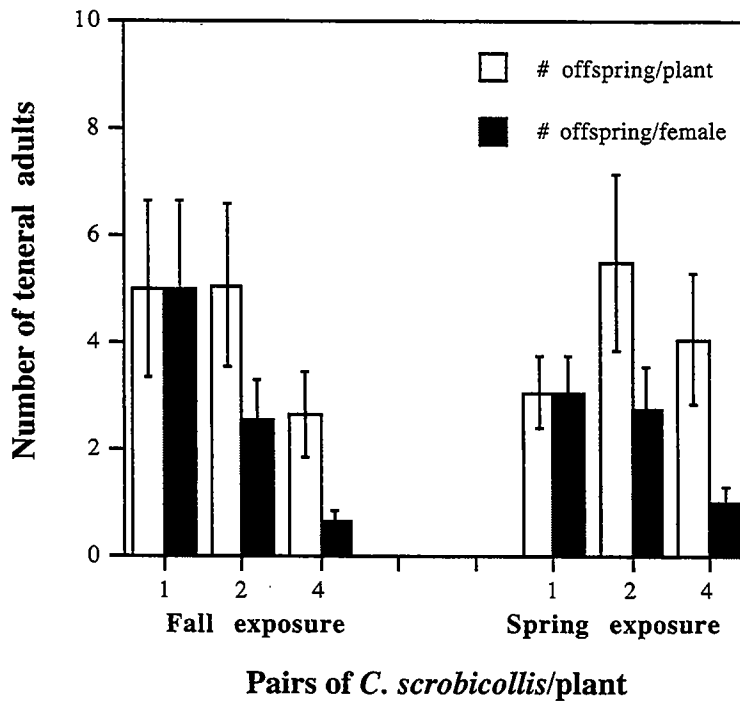 10
# offspring/plant
8
# offspring/female
6
4
2
0
Number of teneral adults
1 2 4 1 2 4
Fall exposure Spring exposure
Pairs of C. scrobicollis/plant